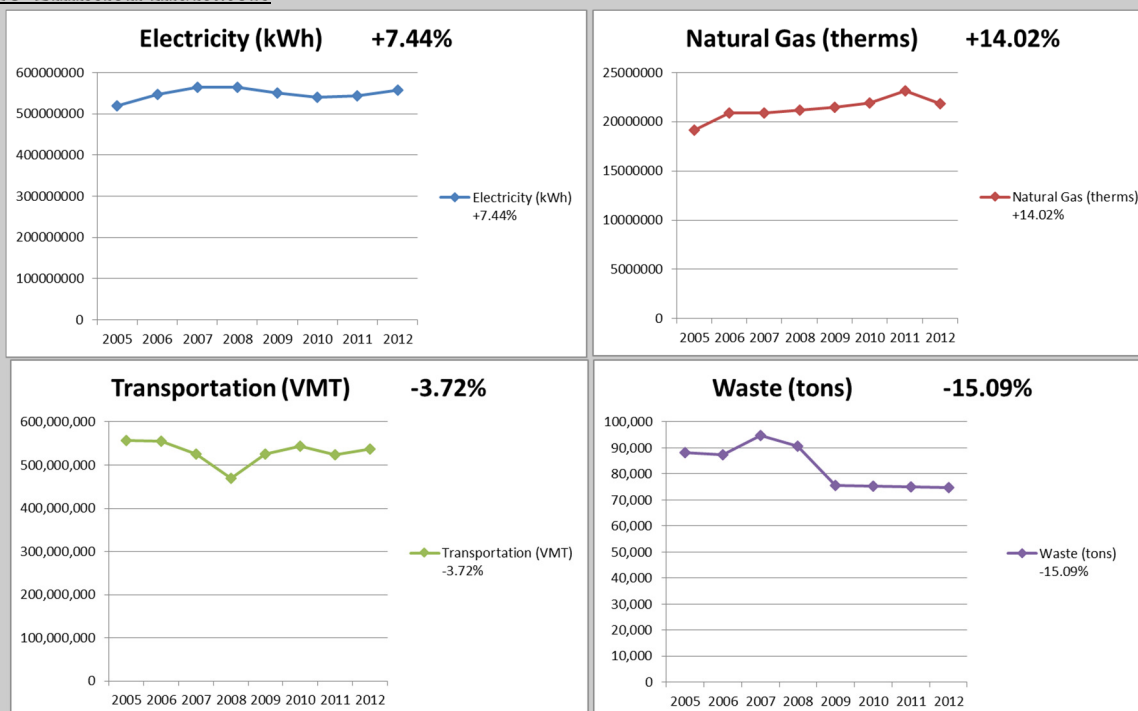 Electricity (kWh) +7.44%
600000000
500000000
400000000
300000000
200000000
100000000
0
2005 2006 2007 2008 2009 2010 2011 2012
Electricity (kWh)
+7.44%
Natural Gas (therms) +14.02%
25000000
20000000
15000000
10000000
5000000
0
2005 2006 2007 2008 2009 2010 2011 2012
Natural Gas (therms)
+14.02%
Transportation (VMT) -3.72%
600,000,000
500,000,000
400,000,000
300,000,000
200,000,000
100,000,000
0
2005 2006 2007 2008 2009 2010 2011 2012
Transportation (VMT)
-3.72%
Waste (tons) -15.09%
100,000
90,000
80,000
70,000
60,000
50,000
40,000
30,000
20,000
10,000
0
2005 2006 2007 2008 2009 2010 2011 2012
Waste (tons)
-15.09%